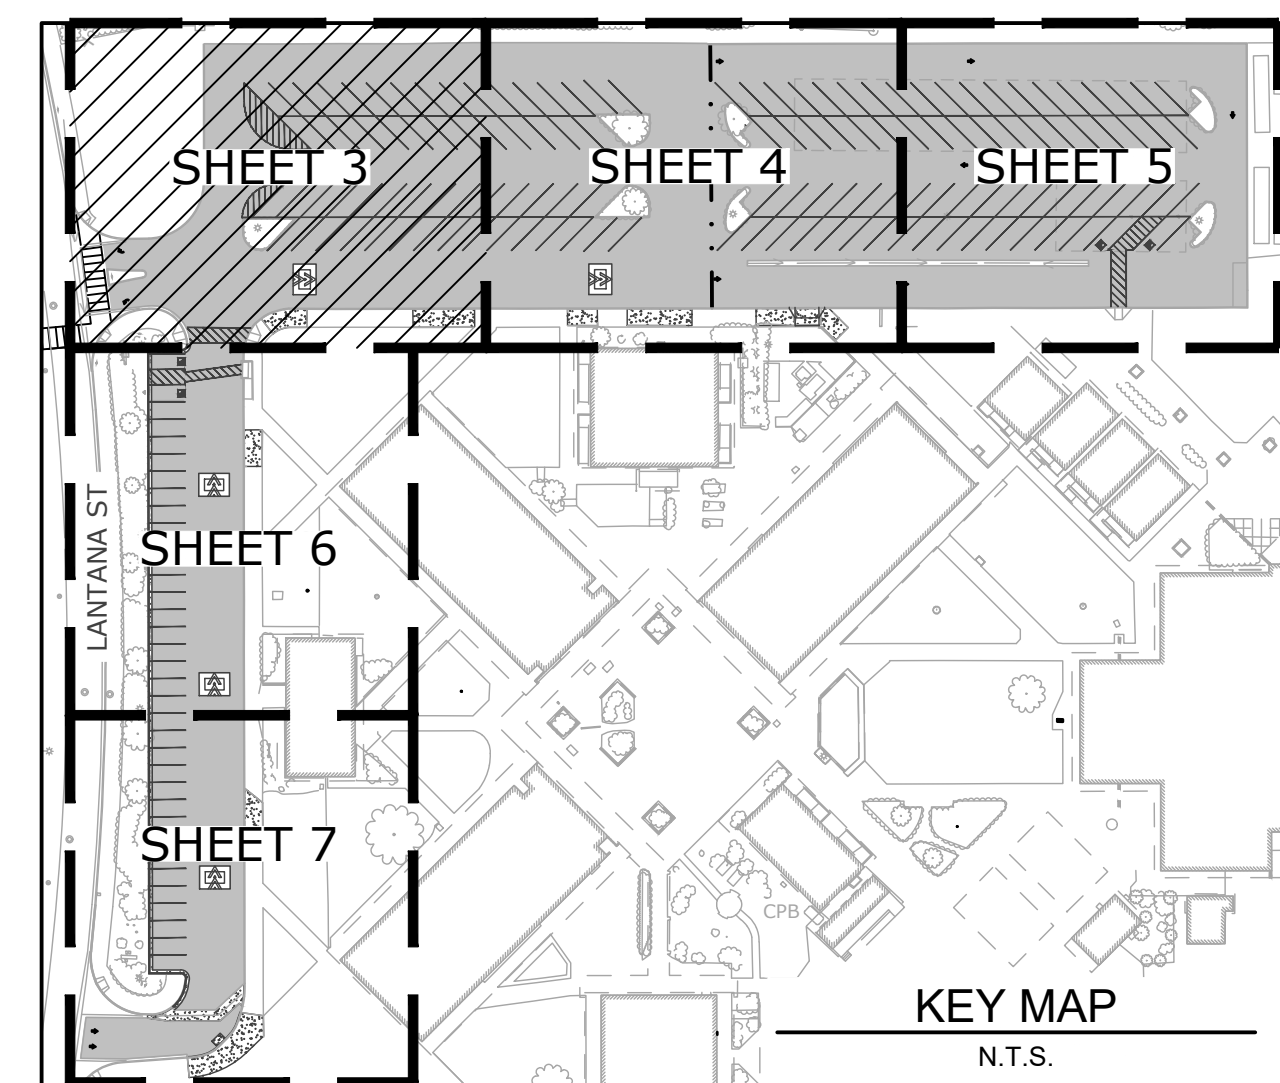 SHEET 3
SHEET 4
SHEET 5
SHEET 6
LANTANA ST
SHEET 7
CPB
KEY MAP
N.T.S.